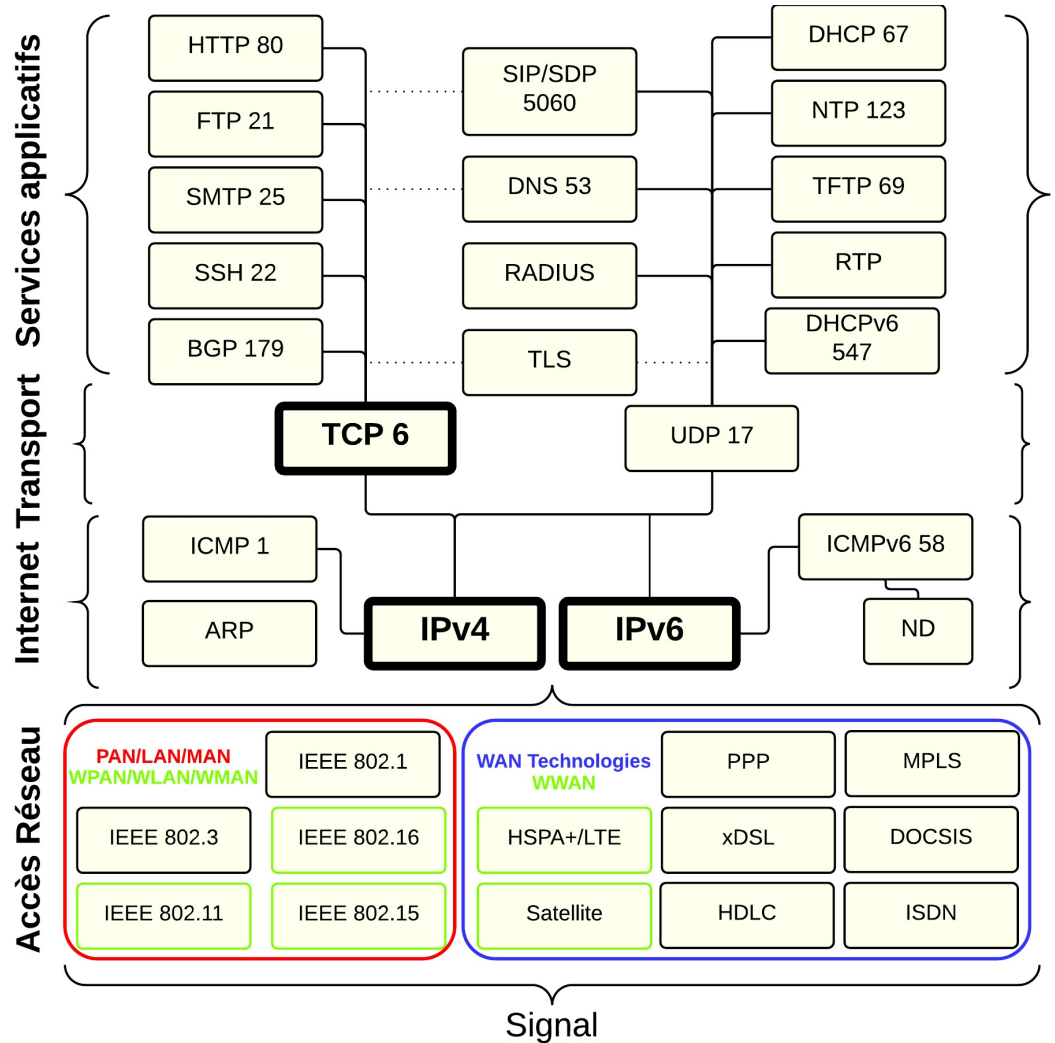 Services applicatifs
HTTP 80
FTP 21
SMTP 25
SSH 22
BGP 179
SIP/SDP
5060
DNS 53
RADIUS
TLS
DHCP 67
NTP 123
TFTP 69
RTP
DHCPv6
547
Transport
TCP 6
UDP 17
Internet
ICMP 1
ARP
IPv4
IPv6
ICMPv6 58
ND
Accès Réseau
PAN/LAN/MAN
WPAN/WLAN/WMAN
IEEE 802.1
IEEE 802.3
IEEE 802.16
IEEE 802.11
IEEE 802.15
WAN Technologies
WWAN
PPP
MPLS
HSPA+/LTE
xDSL
DOCSIS
Satellite
HDLC
ISDN
Signal